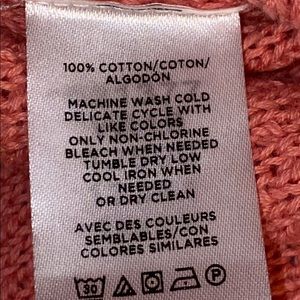 100% COTTON/COTON/
ALGODÓN
MACHINE WASH COLD
DELICATE CYCLE WITH
LIKE COLORS
ONLY NON-CHLORINE
BLEACH WHEN NEEDED
TUMBLE DRY LOW
COOL IRON WHEN
NEEDED
OR DRY CLEAN
AVEC DES COULEURS
SEMBLABLES/CON
COLORES SIMILARES
30 P